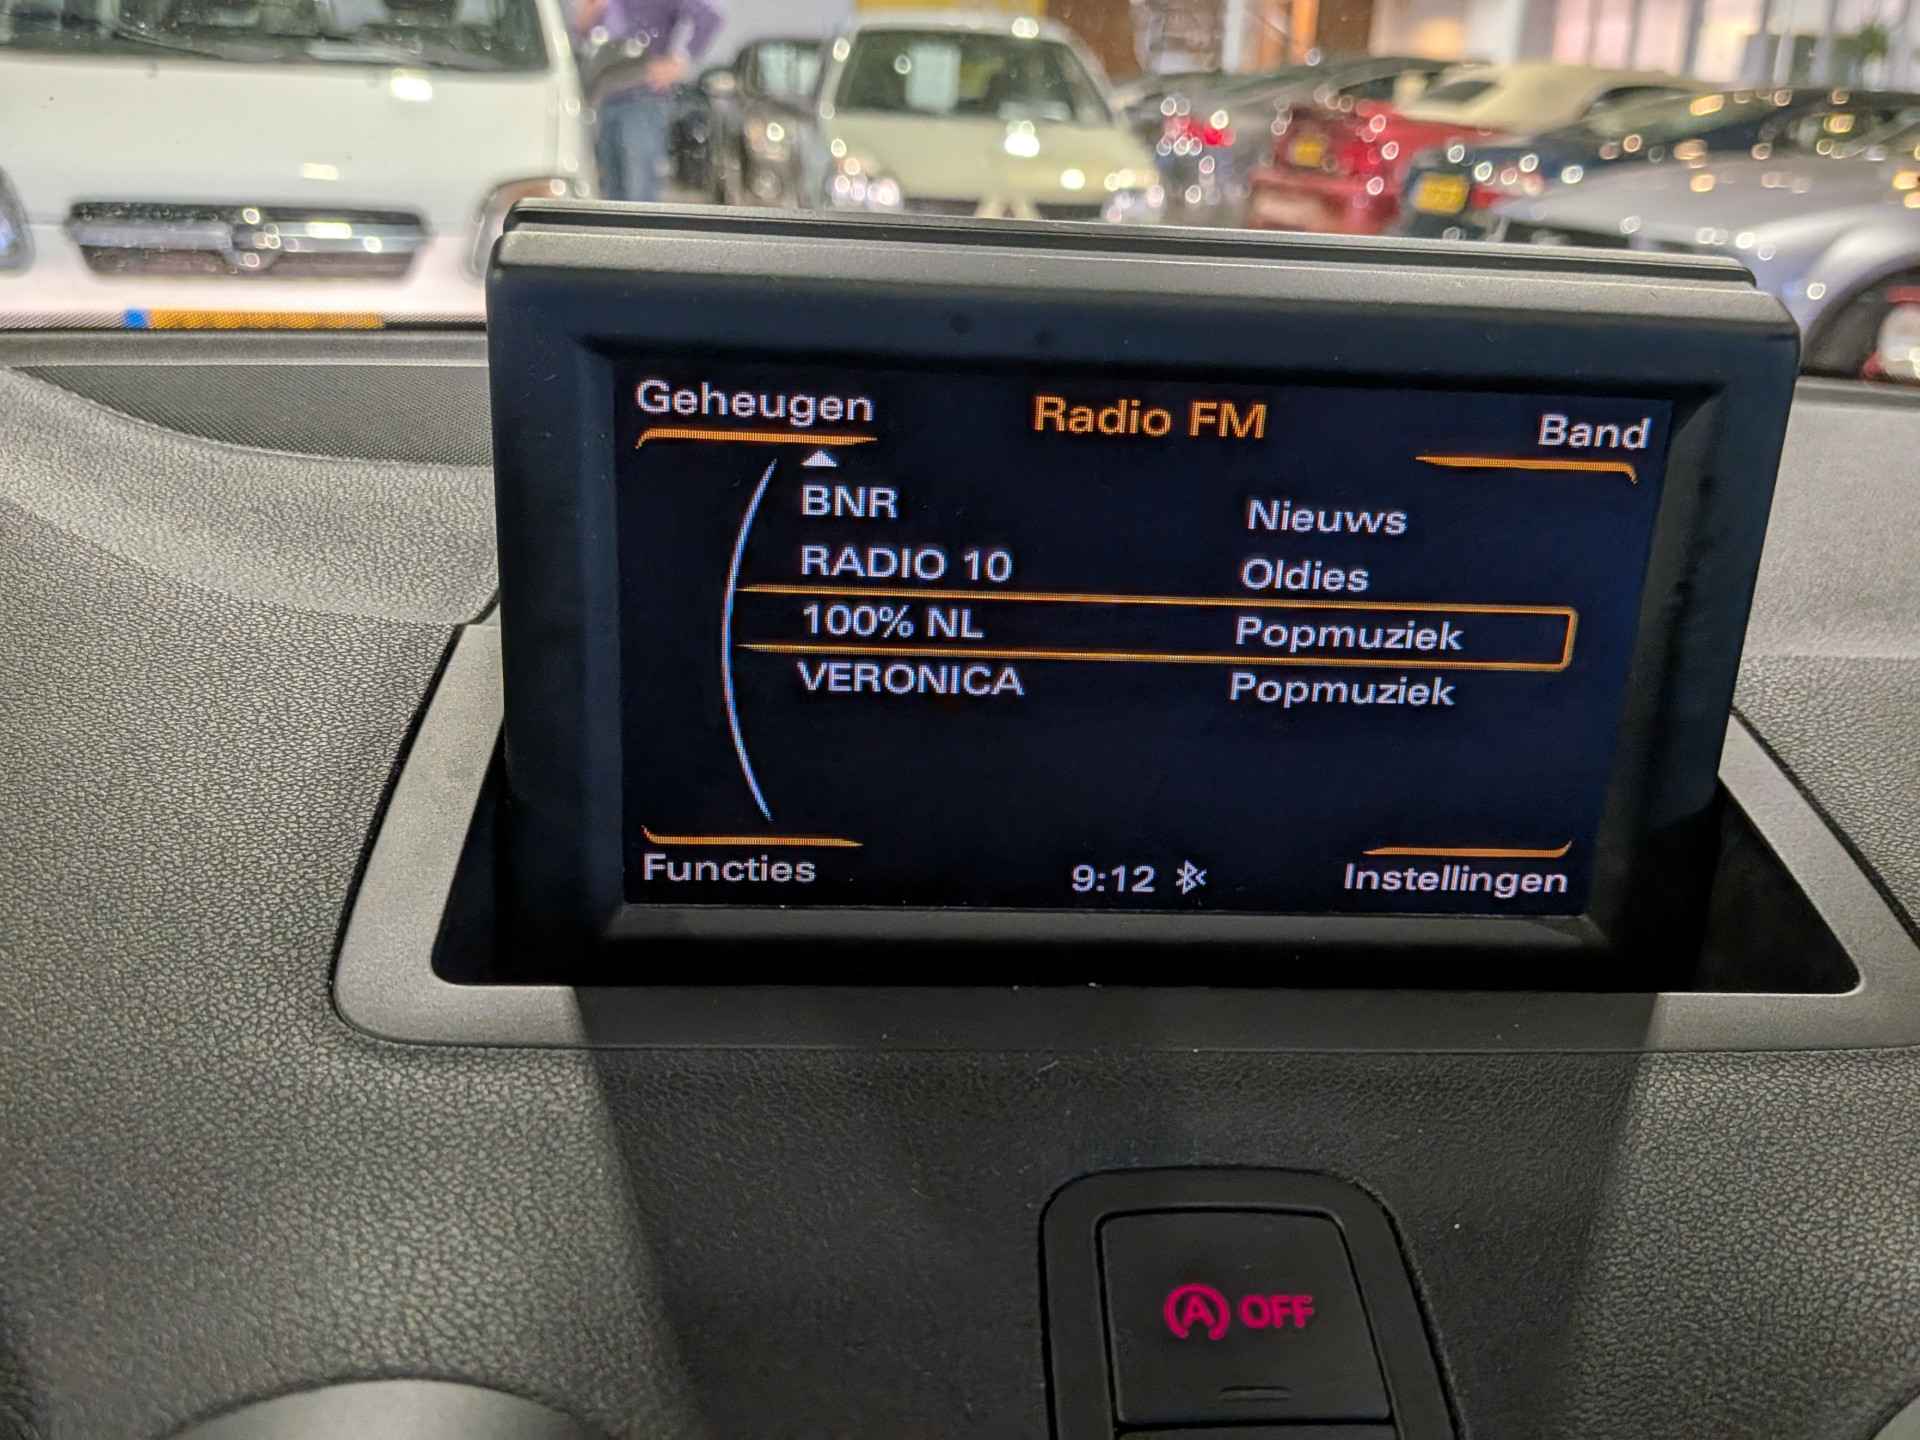 Geheugen Radio FM Band
BNR Nieuws
RADIO 10 Oldies
100% NL Popmuziek
VERONICA Popmuziek
Functies 9:12 Instellingen
A OFF